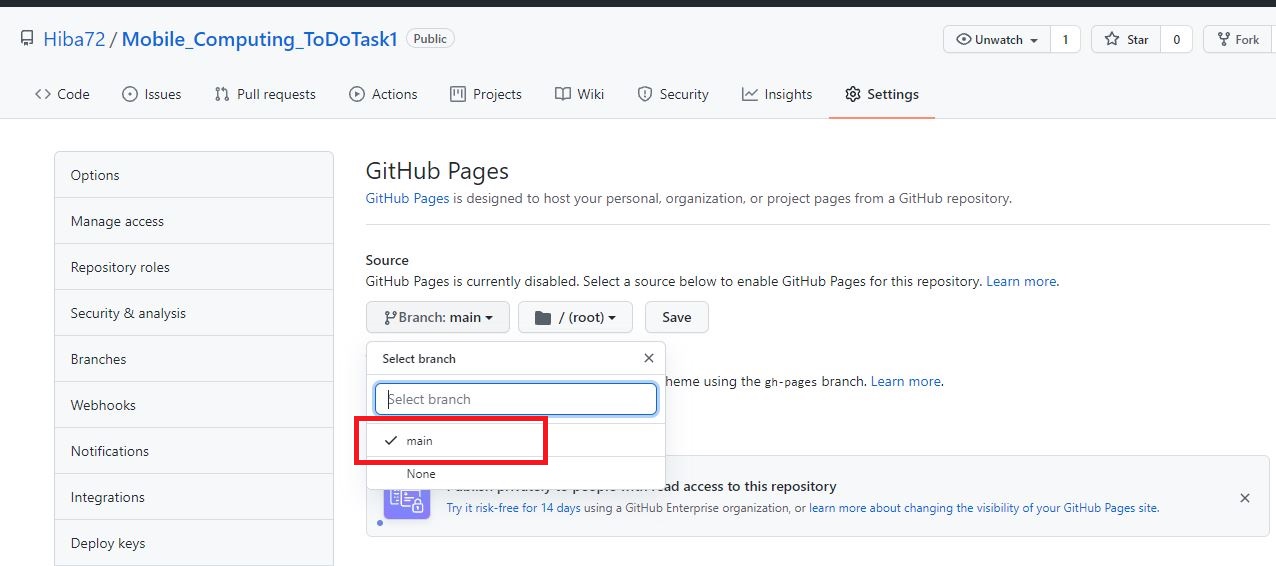 Hiba72 / Mobile_Computing_ToDoTask1 Public
Unwatch 1 Star 0 Fork
Code Issues Pull requests Actions Projects Wiki Security Insights Settings
Options
Manage access
Repository roles
Security & analysis
Branches
Webhooks
Notifications
Integrations
Deploy keys
GitHub Pages
GitHub Pages is designed to host your personal, organization, or project pages from a GitHub repository.
Source
GitHub Pages is currently disabled. Select a source below to enable GitHub Pages for this repository. Learn more.
Branch: main / (root) Save
Select branch
Select branch
using the gh-pages branch. Learn more.
main
None
read access to this repository
Try it risk-free for 14 days using a GitHub Enterprise organization, or learn more about changing the visibility of your GitHub Pages site.